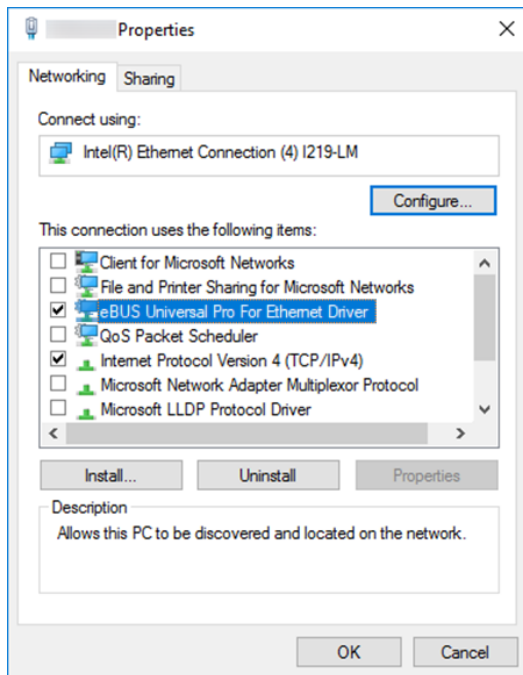 Properties
Networking
Sharing
Connect using:
Intel(R) Ethernet Connection (4) I219-LM
Configure...
This connection uses the following items:
Client for Microsoft Networks
File and Printer Sharing for Microsoft Networks
eBUS Universal Pro For Ethernet Driver
QoS Packet Scheduler
Internet Protocol Version 4 (TCP/IPv4)
Microsoft Network Adapter Multiplexor Protocol
Microsoft LLDP Protocol Driver
Install...
Uninstall
Properties
Description
Allows this PC to be discovered and located on the network.
OK
Cancel